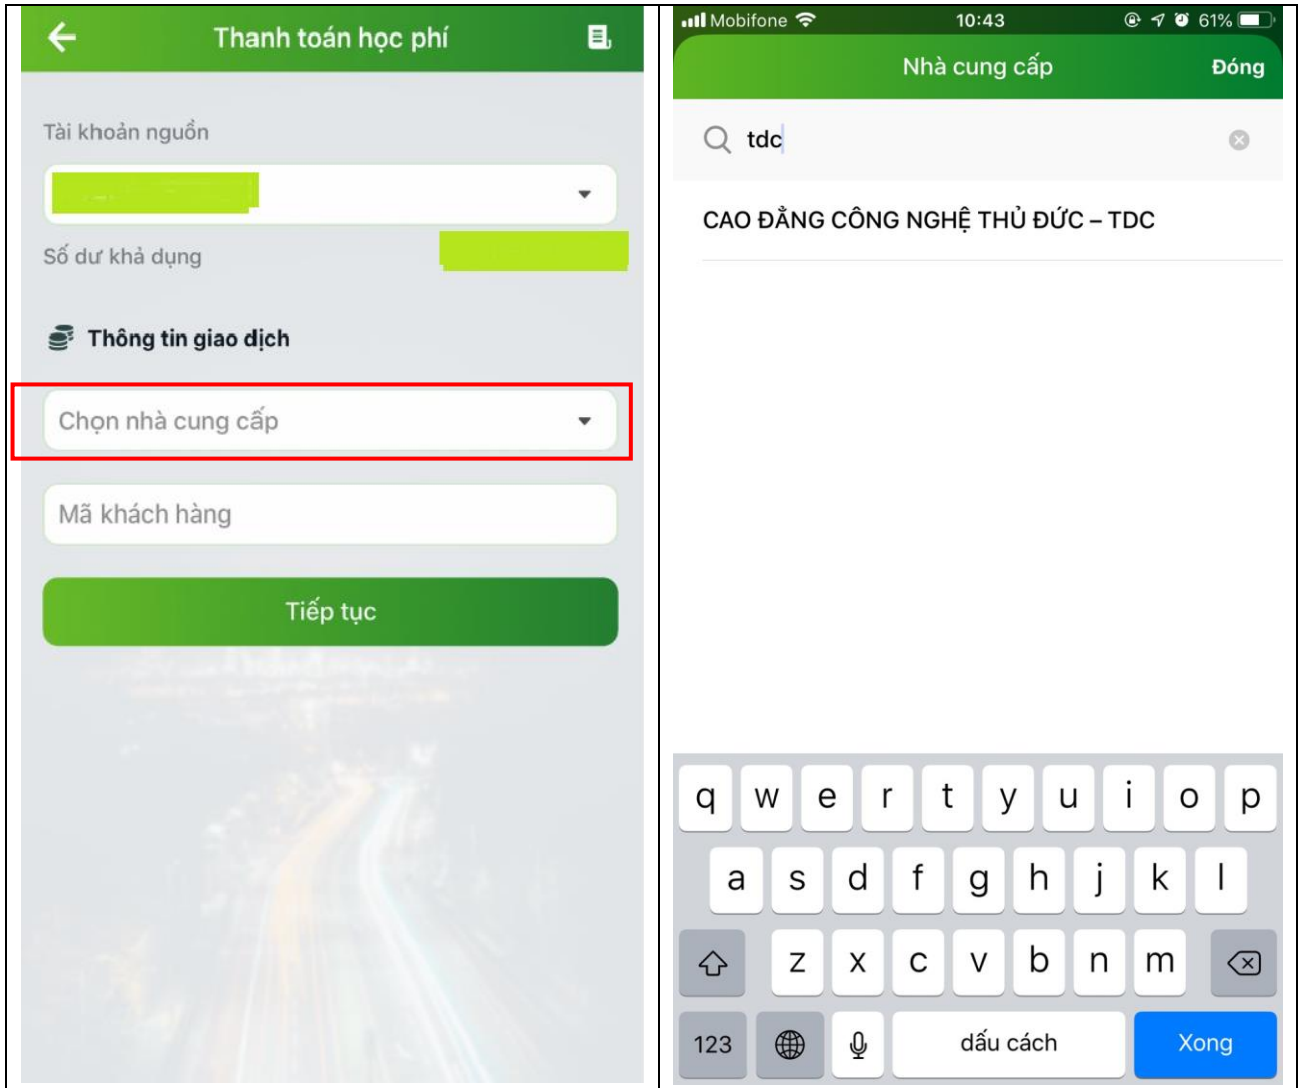 Thanh toán học phí
Tài khoản nguồn
Số dư khả dụng
Thông tin giao dịch
Chọn nhà cung cấp
Mã khách hàng
Tiếp tục
Mobifone 10:43 61%
Nhà cung cấp Đóng
tdc
CAO ĐẲNG CÔNG NGHỆ THỦ ĐỨC – TDC
q w e r t y u i o p
a s d f g h j k l
z x c v b n m
123 dấu cách Xong